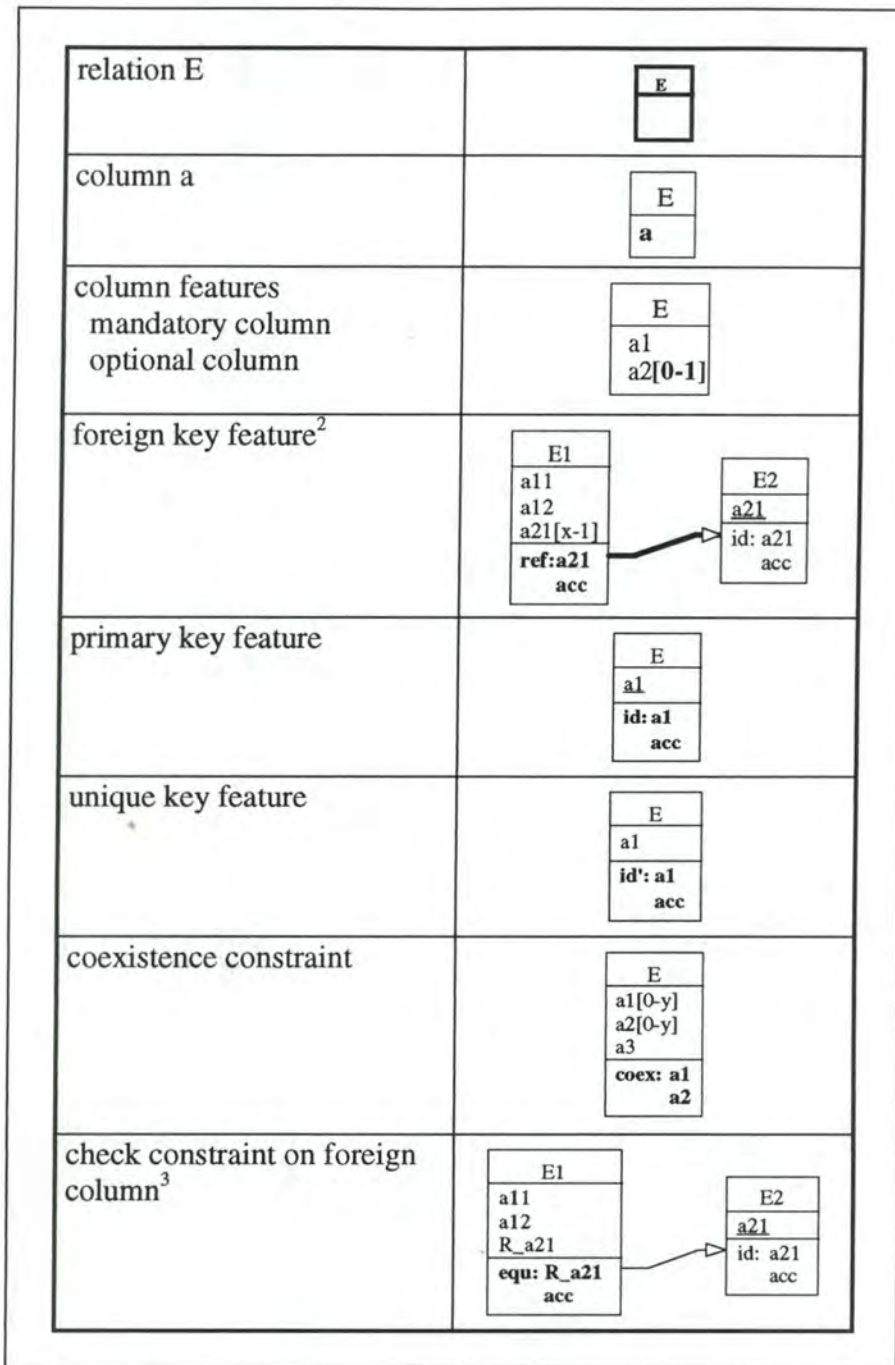 relation E
E
column a
E
a
column features
mandatory column
optional column
E
a1
a2[0-1]
foreign key feature²
E1
a11
a12
a21[x-1]
ref:a21
acc
E2
a21
id: a21
acc
primary key feature
E
a1
id: a1
acc
unique key feature
E
a1
id': a1
acc
coexistence constraint
E
a1[0-y]
a2[0-y]
a3
coex: a1
a2
check constraint on foreign
column³
E1
a11
a12
R_a21
equ: R_a21
acc
E2
a21
id: a21
acc